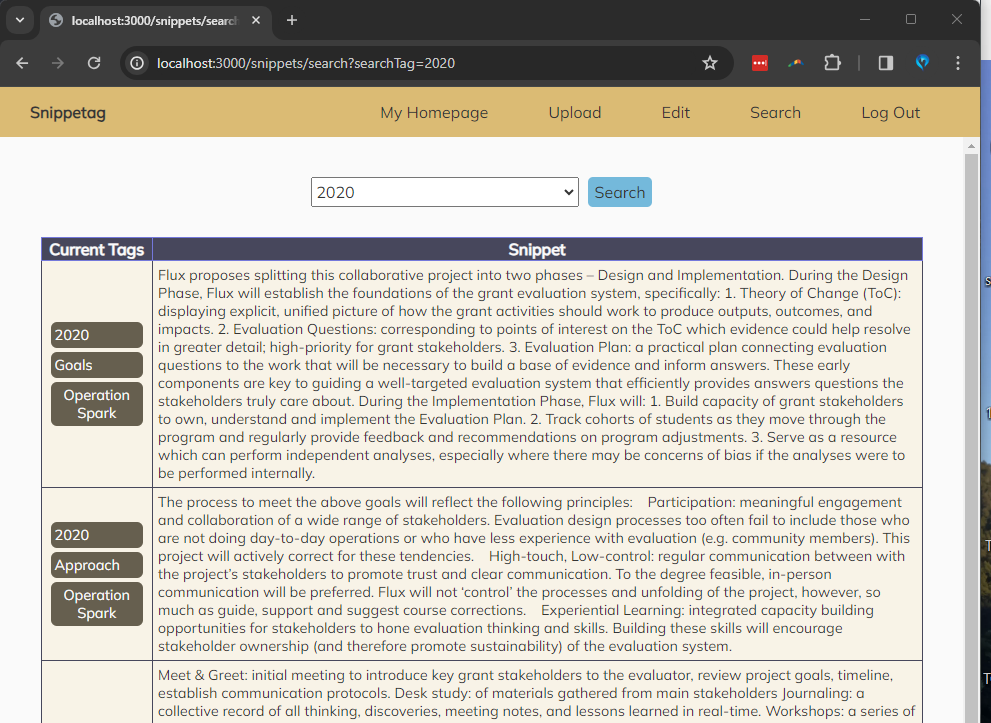 localhost:3000/snippets/search
localhost:3000/snippets/search?searchTag=2020
Snippetag
My Homepage
Upload
Edit
Search
Log Out
2020
Search
Current Tags
Snippet
2020
Goals
Operation
Spark
Flux proposes splitting this collaborative project into two phases – Design and Implementation. During the Design
Phase, Flux will establish the foundations of the grant evaluation system, specifically: 1. Theory of Change (ToC):
displaying explicit, unified picture of how the grant activities should work to produce outputs, outcomes, and
impacts. 2. Evaluation Questions: corresponding to points of interest on the ToC which evidence could help resolve
in greater detail; high-priority for grant stakeholders. 3. Evaluation Plan: a practical plan connecting evaluation
questions to the work that will be necessary to build a base of evidence and inform answers. These early
components are key to guiding a well-targeted evaluation system that efficiently provides answers questions the
stakeholders truly care about. During the Implementation Phase, Flux will: 1. Build capacity of grant stakeholders
to own, understand and implement the Evaluation Plan. 2. Track cohorts of students as they move through the
program and regularly provide feedback and recommendations on program adjustments. 3. Serve as a resource
which can perform independent analyses, especially where there may be concerns of bias if the analyses were to
be performed internally.
2020
Approach
Operation
Spark
The process to meet the above goals will reflect the following principles: Participation: meaningful engagement
and collaboration of a wide range of stakeholders. Evaluation design processes too often fail to include those who
are not doing day-to-day operations or who have less experience with evaluation (e.g. community members). This
project will actively correct for these tendencies. High-touch, Low-control: regular communication between with
the project's stakeholders to promote trust and clear communication. To the degree feasible, in-person
communication will be preferred. Flux will not ‘control’ the processes and unfolding of the project, however, so
much as guide, support and suggest course corrections. Experiential Learning: integrated capacity building
opportunities for stakeholders to hone evaluation thinking and skills. Building these skills will encourage
stakeholder ownership (and therefore promote sustainability) of the evaluation system.
Meet & Greet: initial meeting to introduce key grant stakeholders to the evaluator, review project goals, timeline,
establish communication protocols. Desk study: of materials gathered from main stakeholders Journaling: a
collective record of all thinking, discoveries, meeting notes, and lessons learned in real-time. Workshops: a series of